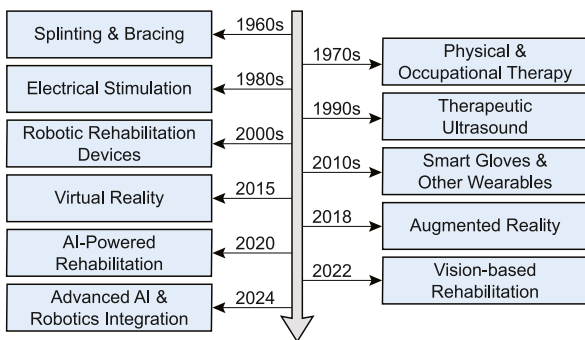 Splinting & Bracing
1960s
1970s
Physical &
Occupational Therapy
Electrical Stimulation
1980s
1990s
Therapeutic
Ultrasound
Robotic Rehabilitation
Devices
2000s
2010s
Smart Gloves &
Other Wearables
Virtual Reality
2015
2018
Augmented Reality
AI-Powered
Rehabilitation
2020
2022
Vision-based
Rehabilitation
Advanced AI &
Robotics Integration
2024